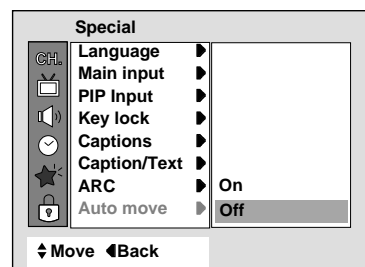 Special
CH.
Language
Main input
PIP Input
Key lock
Captions
Caption/Text
ARC On
Auto move Off
Move Back